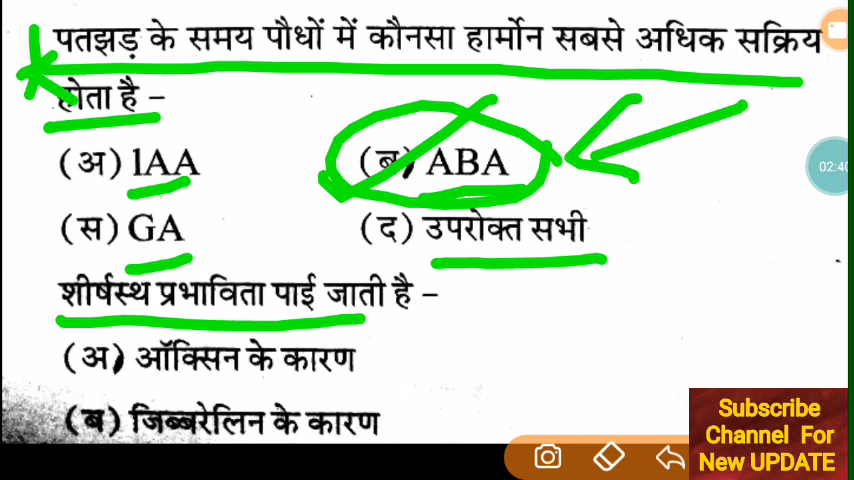 पतझड़ के समय पौधों में कौनसा हार्मोन सबसे अधिक सक्रिय
होता है –
(अ) IAA (ब) ABA
(स) GA (द) उपरोक्त सभी
शीर्षस्थ प्रभाविता पाई जाती है –
(अ) ऑक्सिन के कारण
(ब) जिब्बरेलिन के कारण
02:40
Subscribe
Channel For
New UPDATE